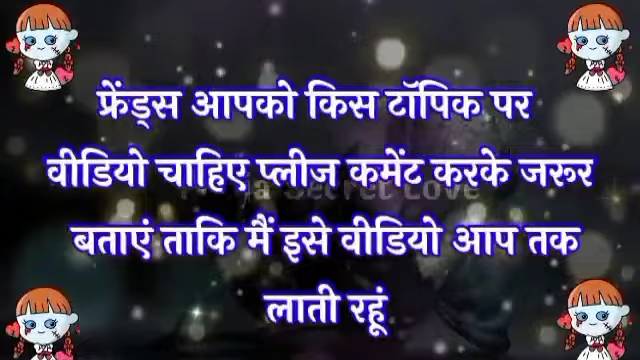 फ्रेंड्स आपको किस टॉपिक पर
वीडियो चाहिए प्लीज कमेंट करके जरूर
बताएं ताकि मैं इसे वीडियो आप तक
लाती रहूं